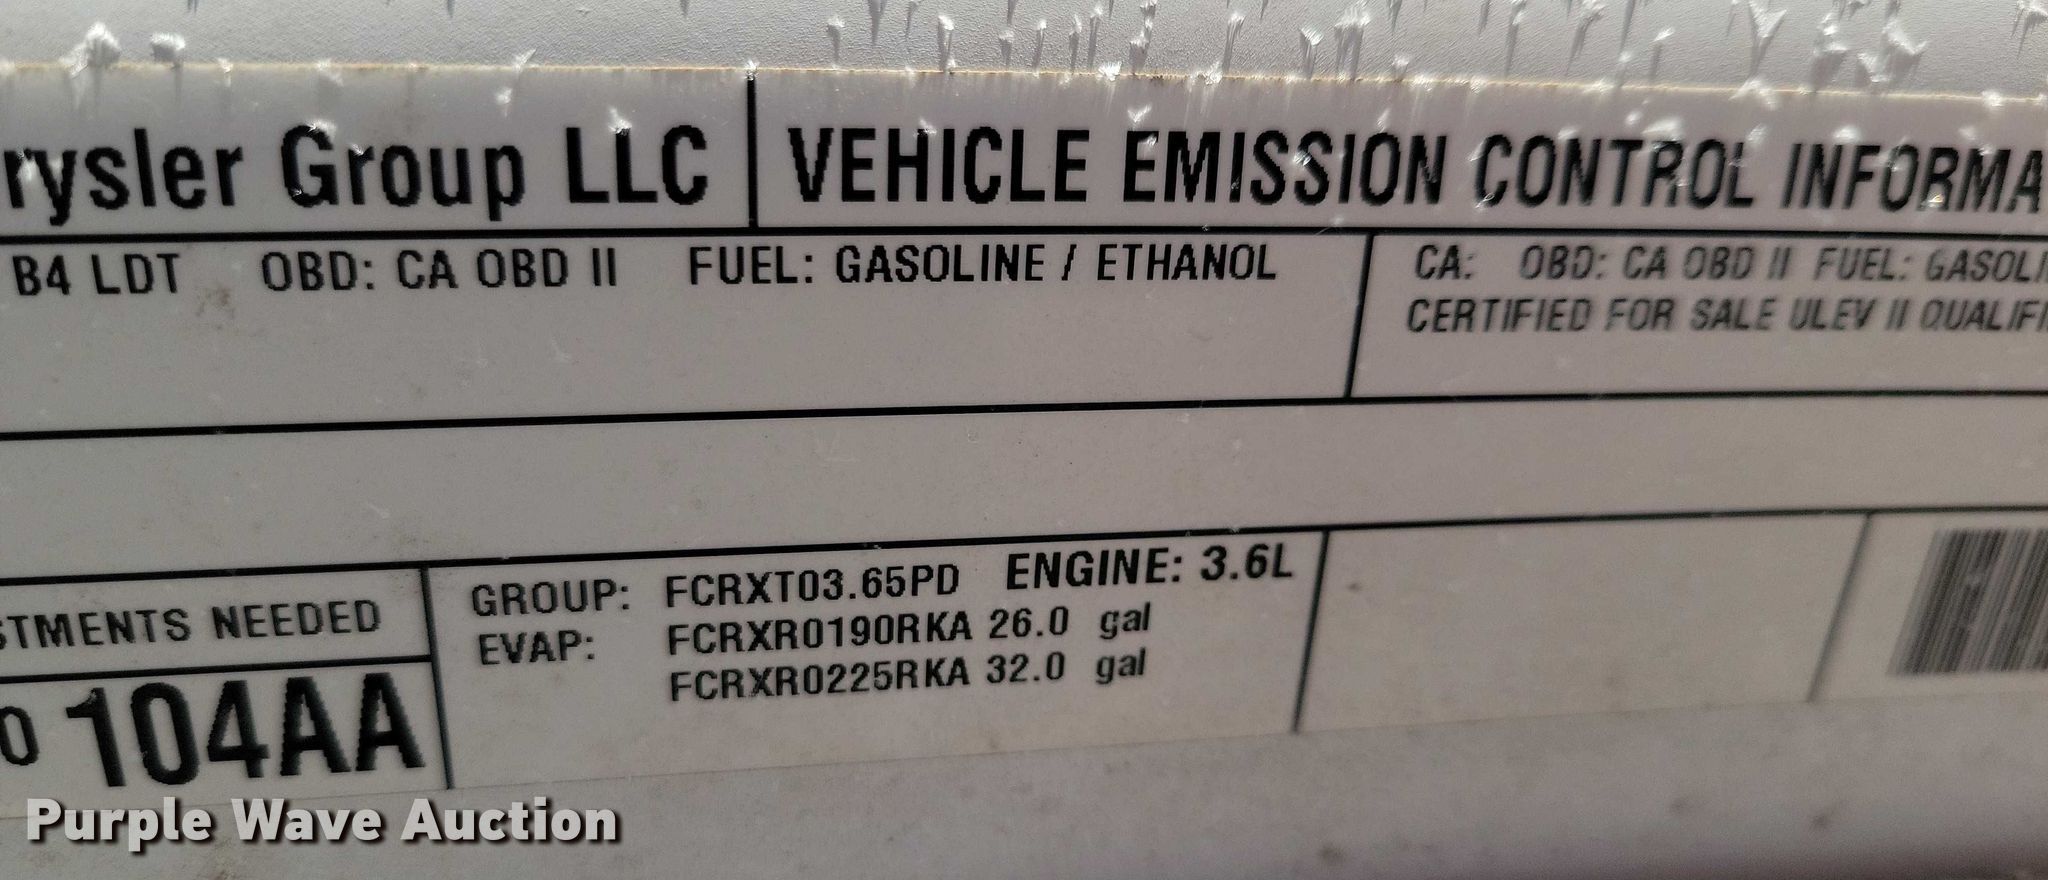 rysler Group LLC
VEHICLE EMISSION CONTROL INFORMA
B4 LDT OBD: CA OBD II FUEL: GASOLINE / ETHANOL
CA: OBD: CA OBD II FUEL: GASOLI
CERTIFIED FOR SALE ULEV II QUALIFI
STMENTS NEEDED
0 104AA
GROUP: FCRXT03.65PD ENGINE: 3.6L
EVAP: FCRXR0190RKA 26.0 gal
FCRXR0225RKA 32.0 gal
Purple Wave Auction